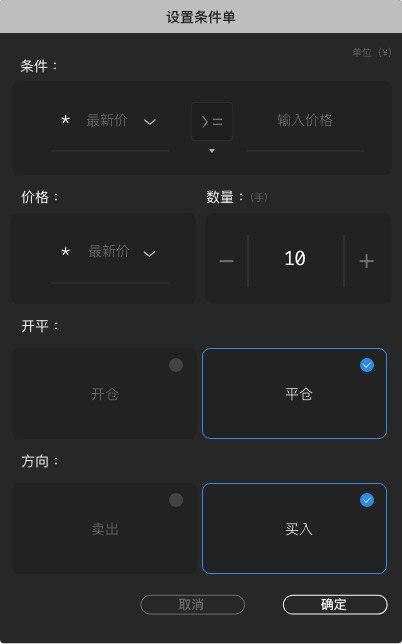 设置条件单
单位（¥）
条件：
* 最新价 >= 输入价格
价格： 数量：（手）
* 最新价 − 10 +
开平：
开仓 平仓
方向：
卖出 买入
取消 确定